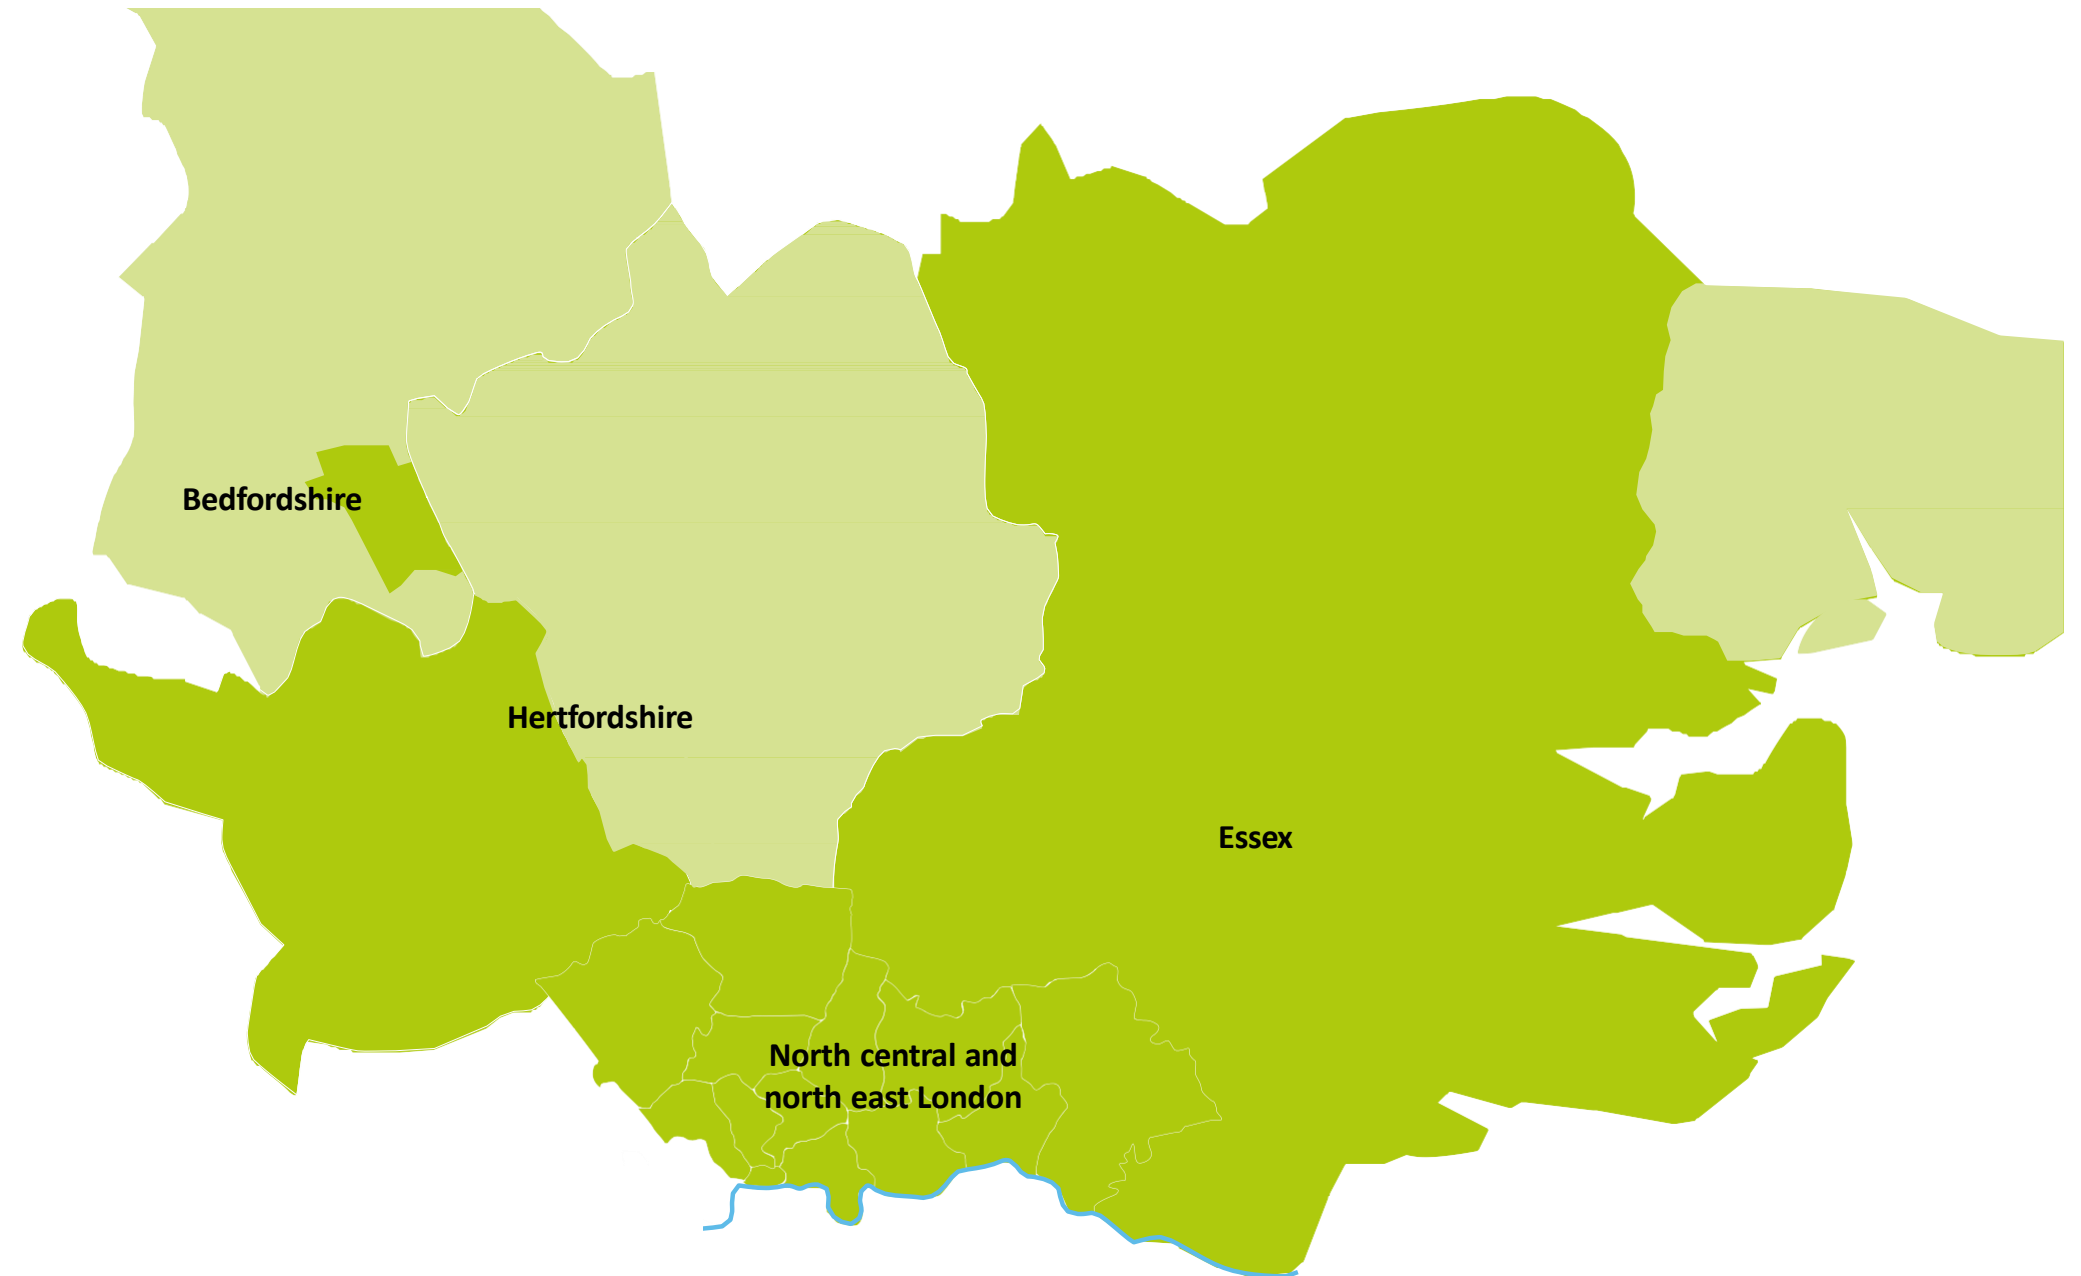 Bedfordshire
Hertfordshire
Essex
North central and
north east London